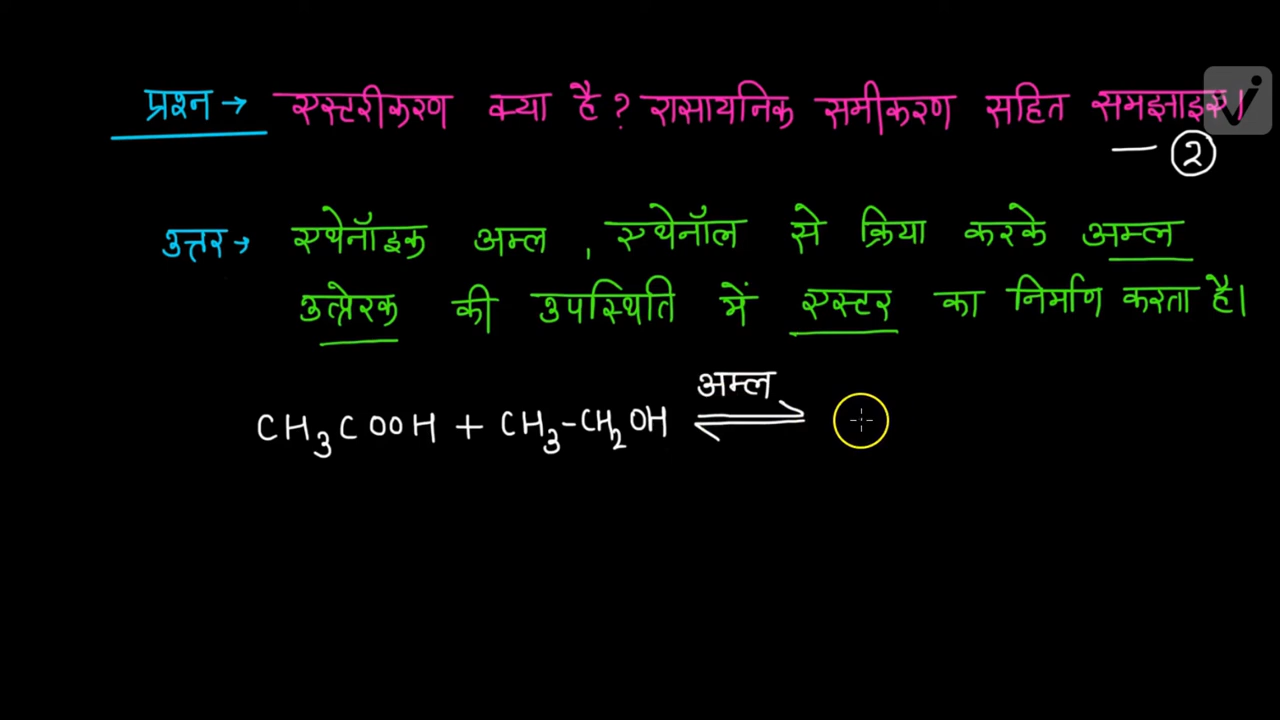 प्रश्न → एस्टरीकरण क्या है? रासायनिक समीकरण सहित समझाइए।
— 2
उत्तर → एथेनॉइक अम्ल, एथेनॉल से क्रिया करके अम्ल
उत्प्रेरक की उपस्थिति में एस्टर का निर्माण करता है।
अम्ल
CH₃COOH + CH₃-CH₂OH ⇌